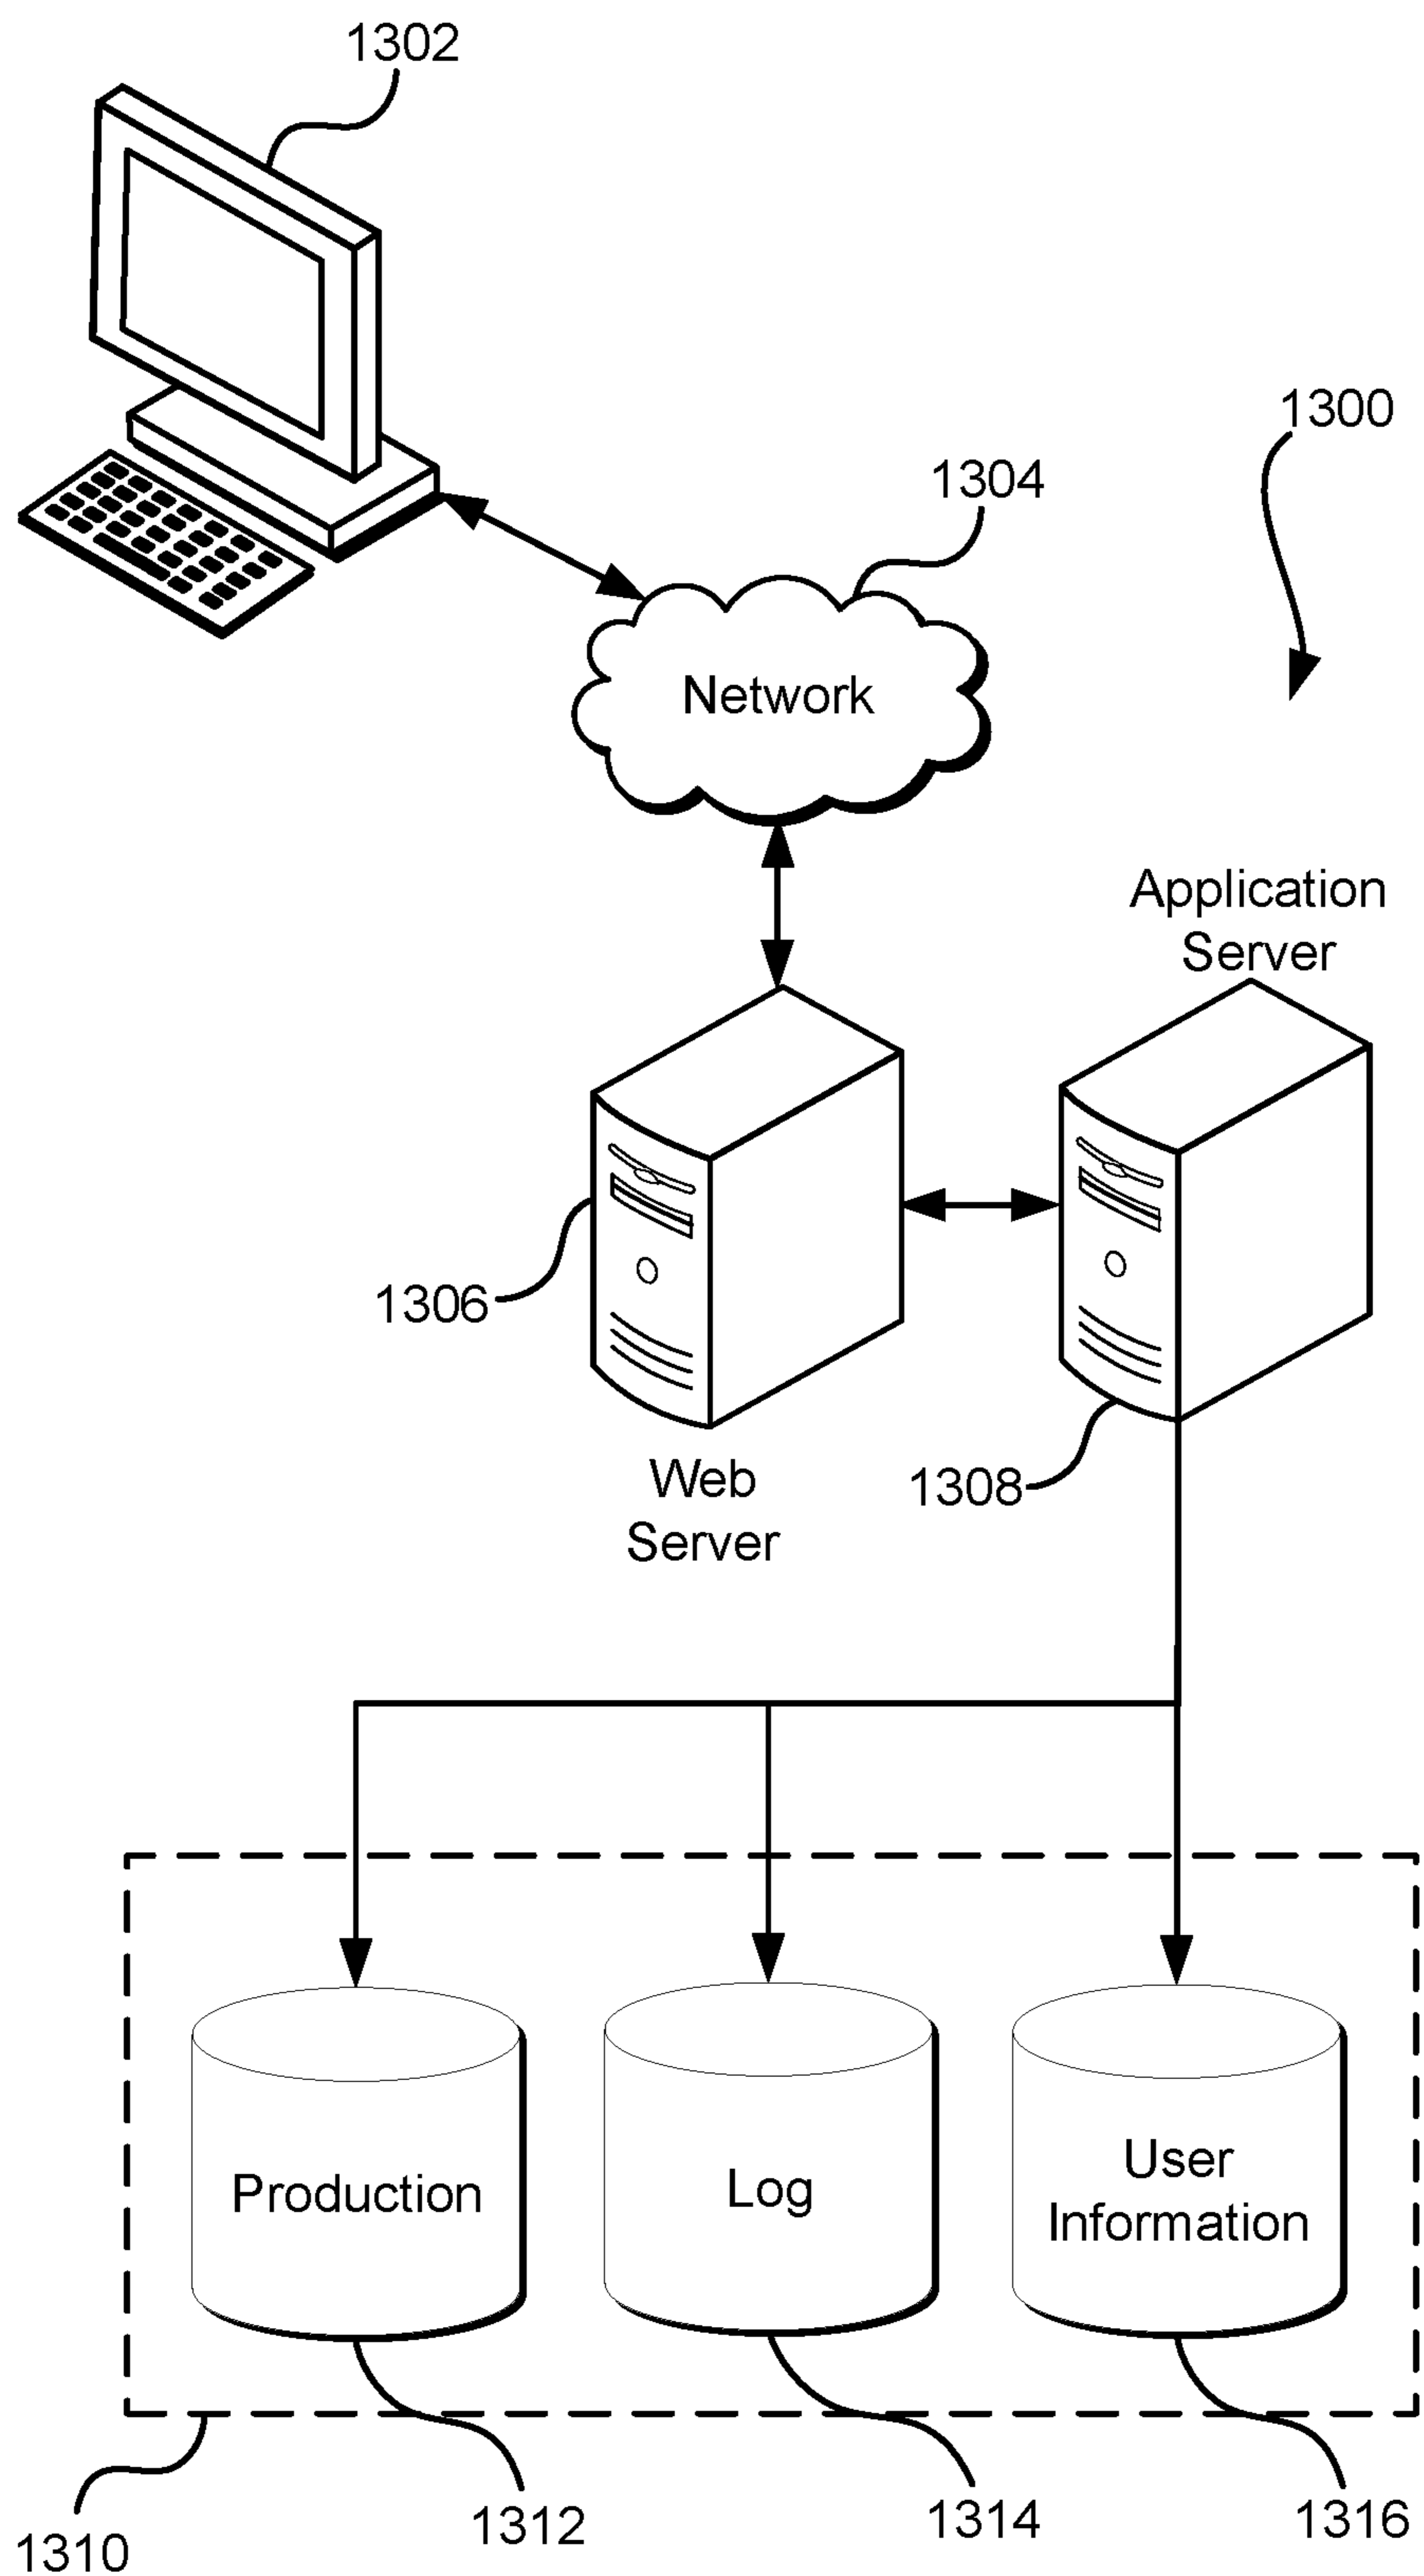 1302
1300
1304
Network
Application
Server
1306
Web
Server
1308
Production
Log
User
Information
1310
1312
1314
1316